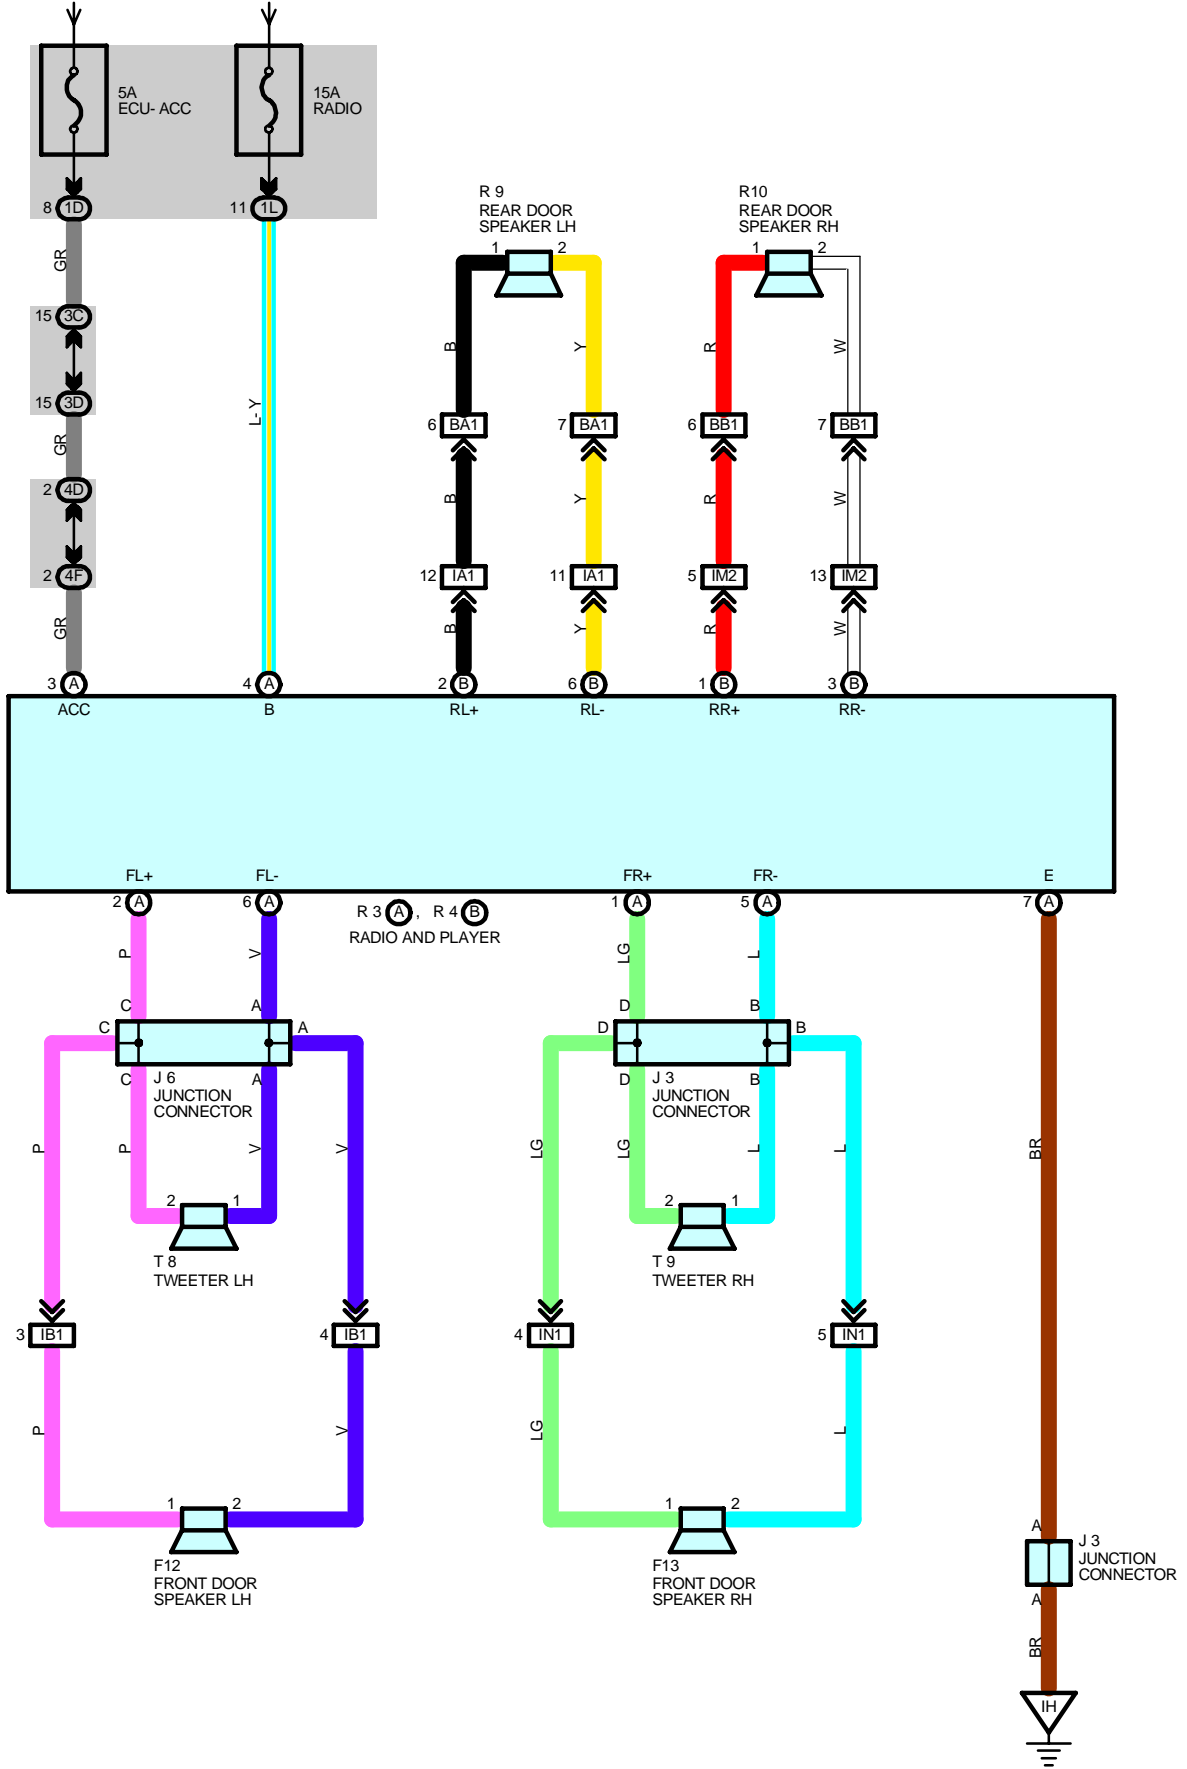 5A
ECU- ACC
15A
RADIO
8 1D
11 1L
R 9
REAR DOOR
SPEAKER LH
R10
REAR DOOR
SPEAKER RH
1 2
1 2
GR
15 3C
B Y R W
L- Y
15 3D
6 BA1
7 BA1
6 BB1
7 BB1
GR
2 4D
B Y R W
2 4F
12 IA1
11 IA1
5 IM2
13 IM2
GR
B Y R W
3 A
4 A
2 B
6 B
1 B
3 B
ACC B RL+ RL- RR+ RR-
FL+ FL- FR+ FR- E
2 A
6 A
R 3 A , R 4 B
1 A
5 A
7 A
RADIO AND PLAYER
P V LG L
C A D B
C A D B
C A D B
J 6
JUNCTION
CONNECTOR
J 3
JUNCTION
CONNECTOR
P P V V LG LG L L BR
2 1
2 1
T 8
TWEETER LH
T 9
TWEETER RH
3 IB1
4 IB1
4 IN1
5 IN1
P V LG L
1 2
1 2
F12
FRONT DOOR
SPEAKER LH
F13
FRONT DOOR
SPEAKER RH
A
J 3
JUNCTION
CONNECTOR
A
BR
IH